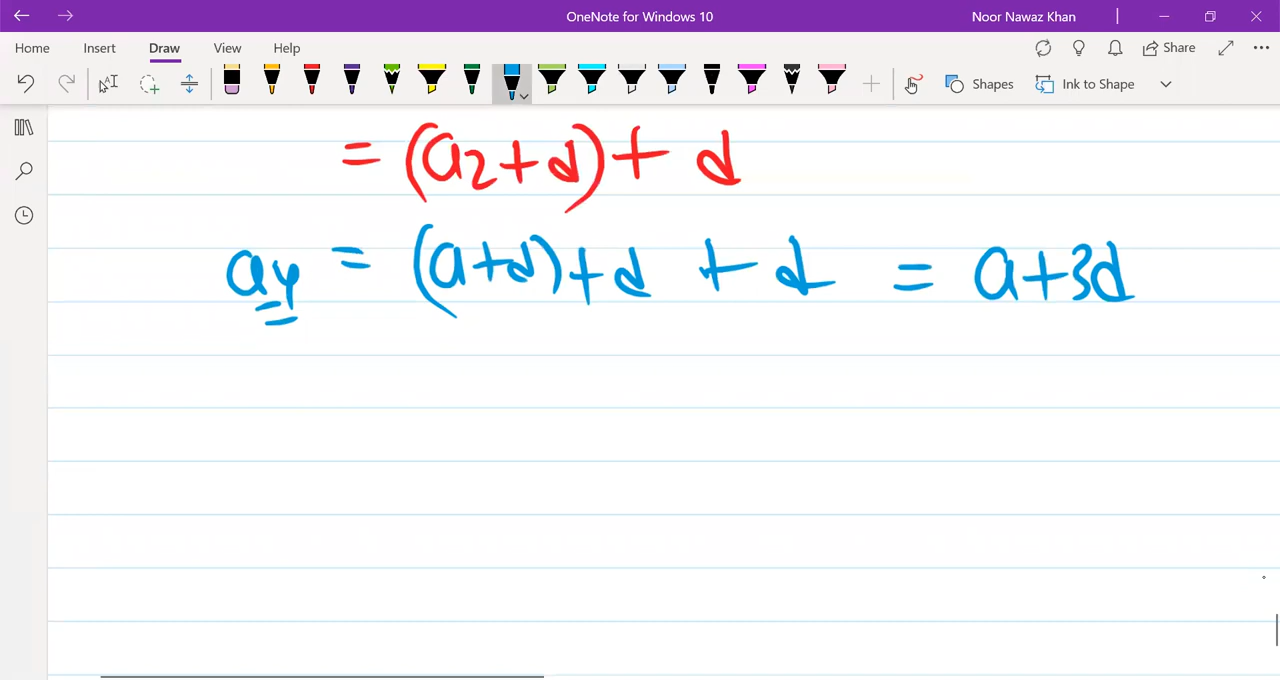 OneNote for Windows 10
Noor Nawaz Khan
Home Insert Draw View Help
Share
Shapes
Ink to Shape
= (a₂+d)+ d
a₄ = (a+d)+d + d = a+3d